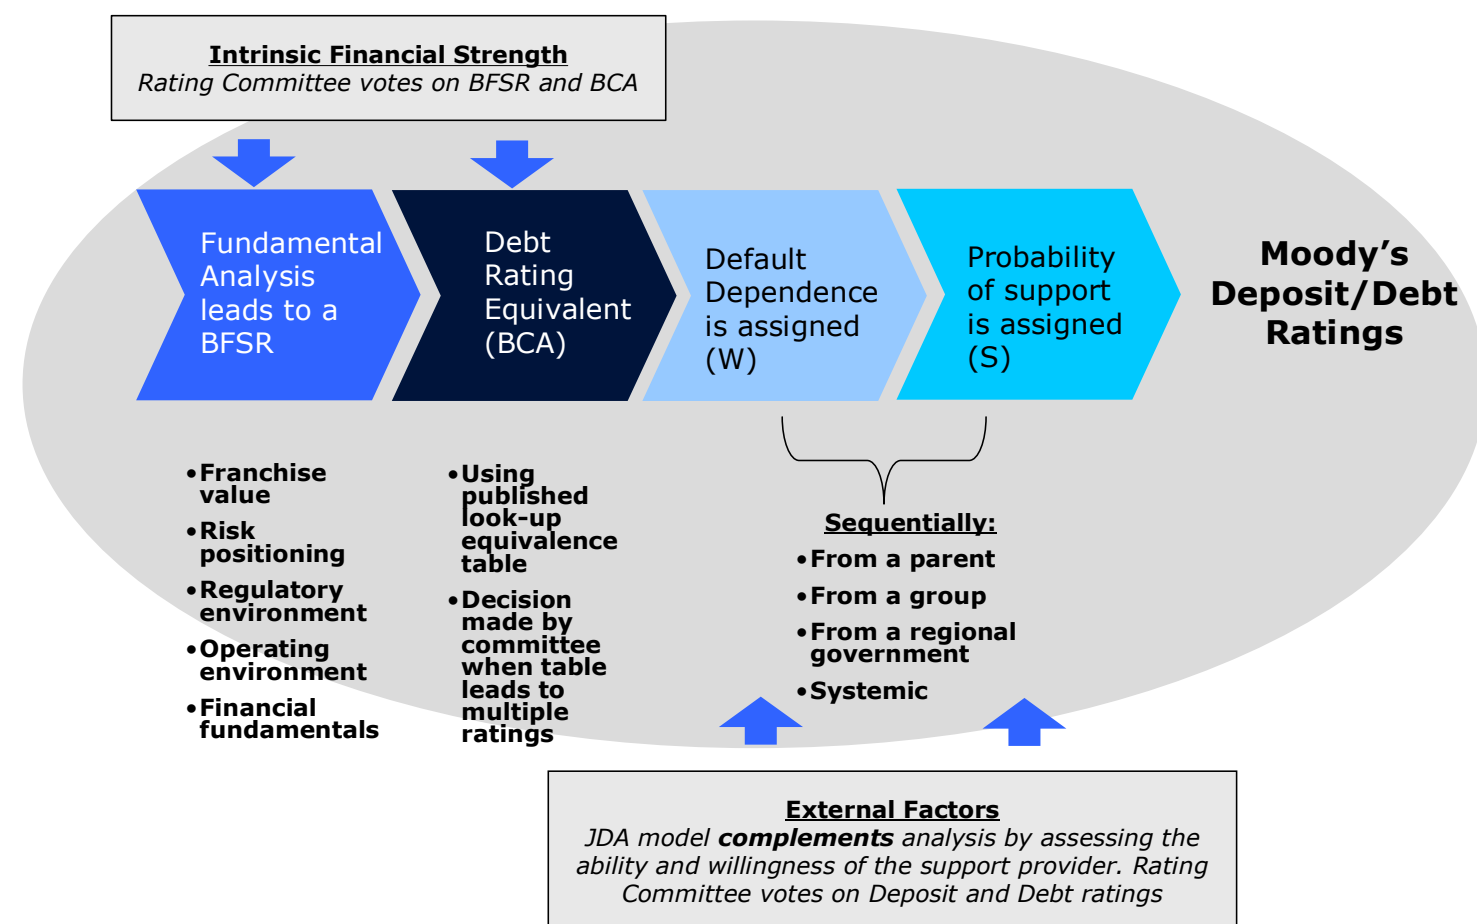 Intrinsic Financial Strength
Rating Committee votes on BFSR and BCA
Fundamental
Analysis
leads to a
BFSR
Debt
Rating
Equivalent
(BCA)
Default
Dependence
is assigned
(W)
Probability
of support
is assigned
(S)
Moody’s
Deposit/Debt
Ratings
•Franchise
value
•Risk
positioning
•Regulatory
environment
•Operating
environment
•Financial
fundamentals
•Using
published
look-up
equivalence
table
•Decision
made by
committee
when table
leads to
multiple
ratings
Sequentially:
•From a parent
•From a group
•From a regional
government
•Systemic
External Factors
JDA model complements analysis by assessing the
ability and willingness of the support provider. Rating
Committee votes on Deposit and Debt ratings